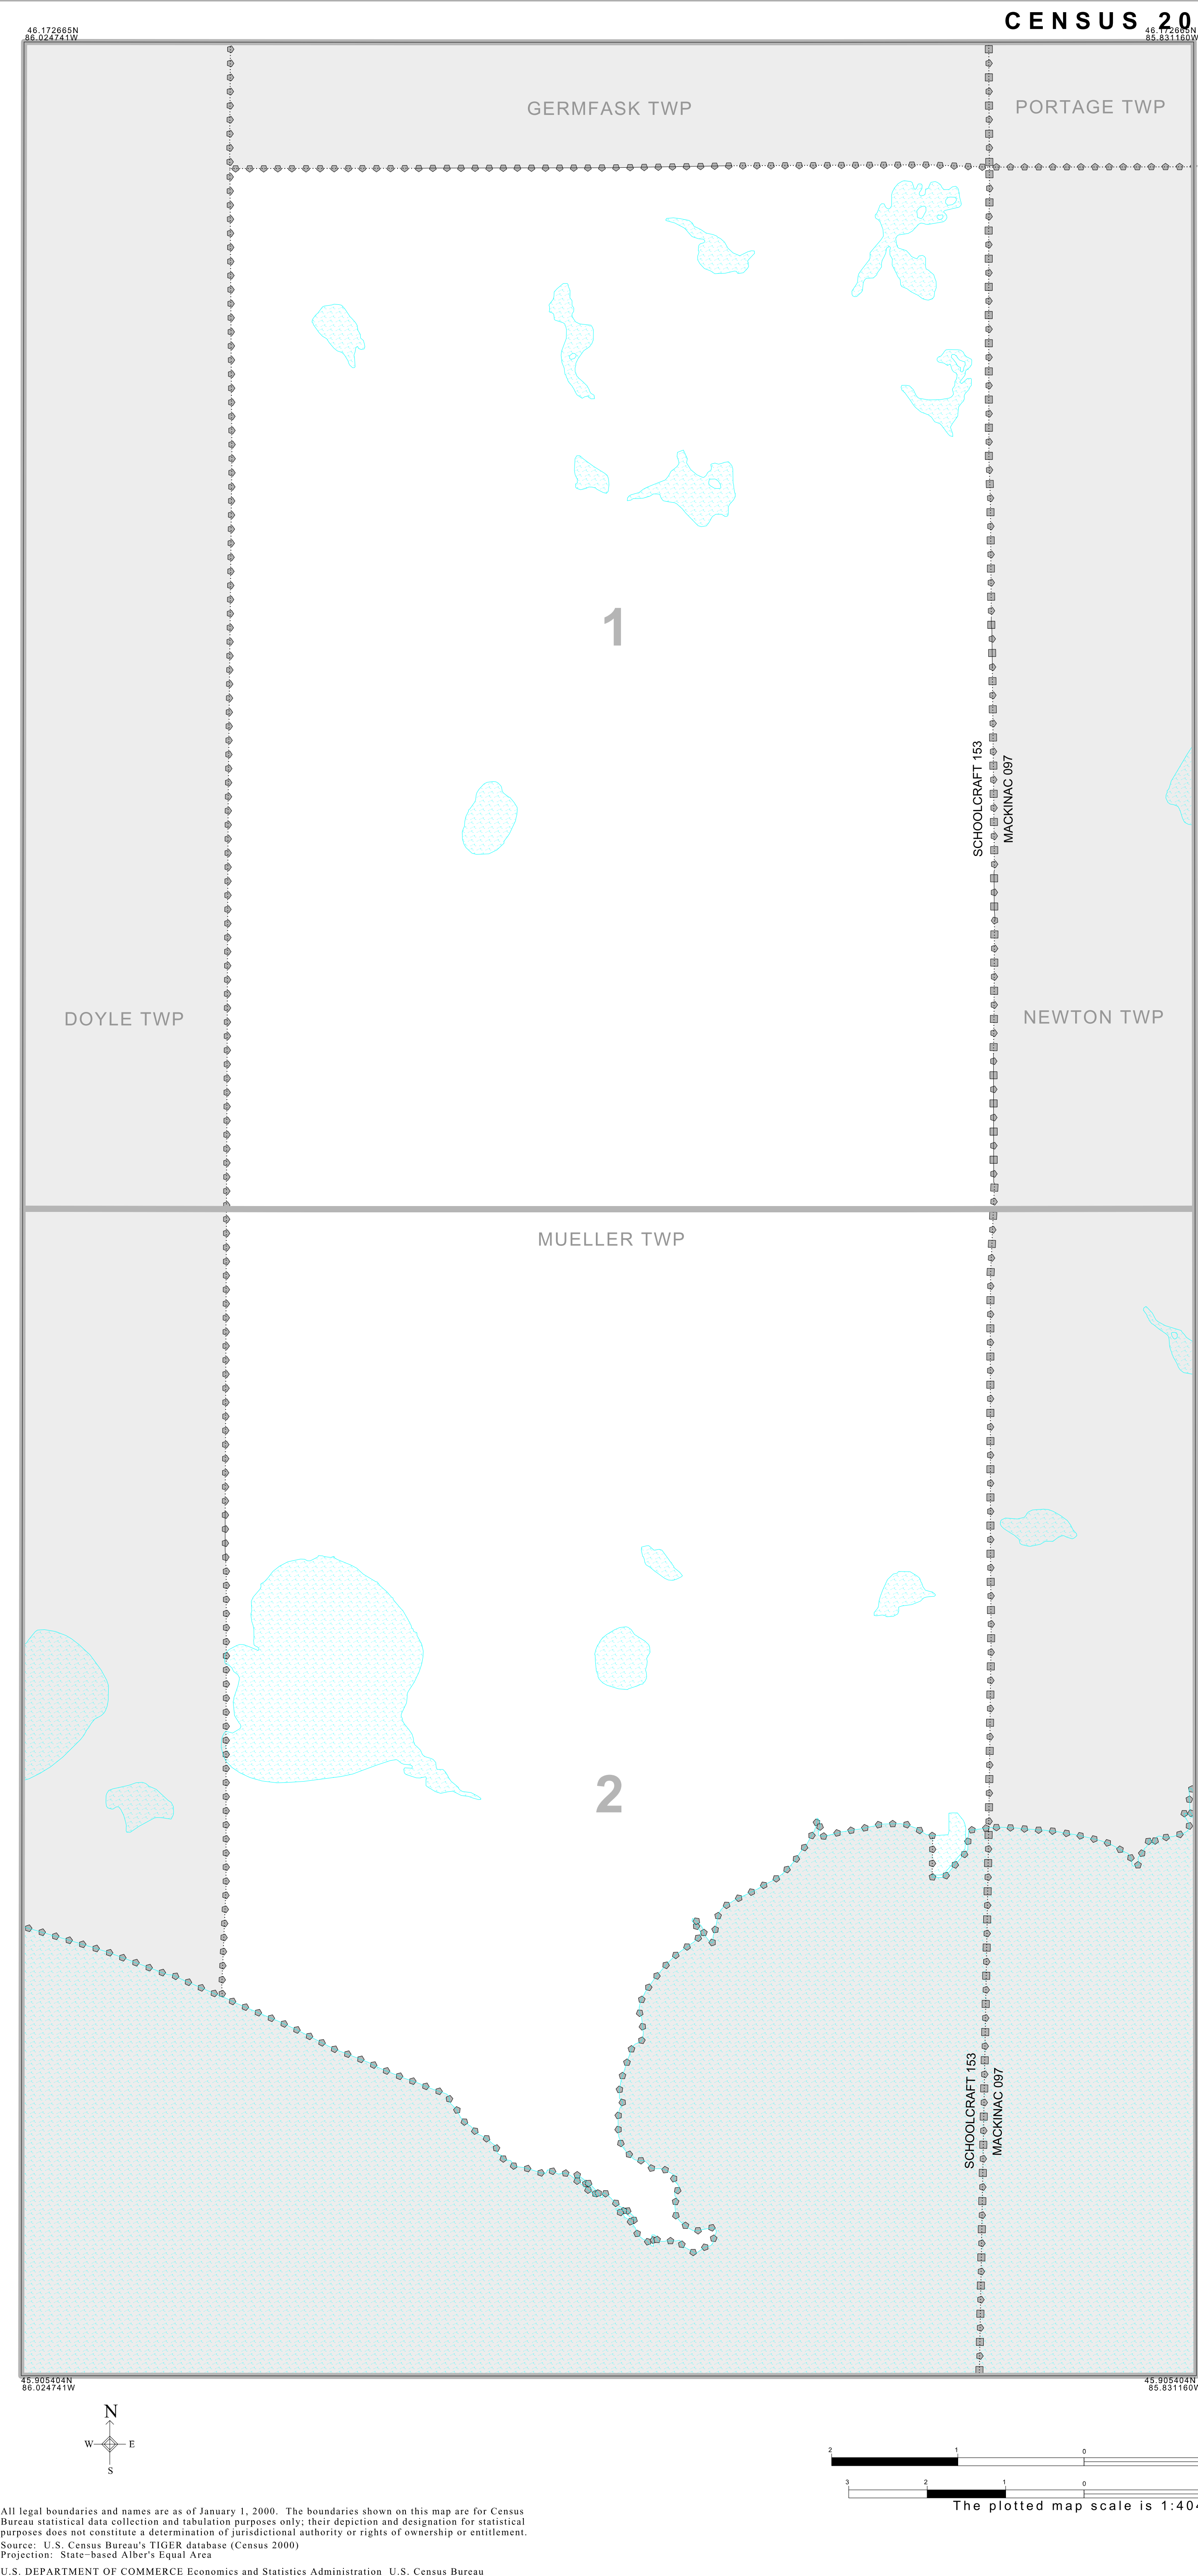 CENSUS 20
46.172665N
86.024741W
46.172665N
85.831160W
GERMFASK TWP
PORTAGE TWP
1
SCHOOLCRAFT 153
MACKINAC 097
DOYLE TWP
NEWTON TWP
MUELLER TWP
2
SCHOOLCRAFT 153
MACKINAC 097
45.905404N
86.024741W
45.905404N
85.831160W
N
W E
S
2 1 0
3 2 1 0
The plotted map scale is 1:404
All legal boundaries and names are as of January 1, 2000. The boundaries shown on this map are for Census
Bureau statistical data collection and tabulation purposes only; their depiction and designation for statistical
purposes does not constitute a determination of jurisdictional authority or rights of ownership or entitlement.
Source: U.S. Census Bureau's TIGER database (Census 2000)
Projection: State-based Alber's Equal Area
U.S. DEPARTMENT OF COMMERCE Economics and Statistics Administration U.S. Census Bureau